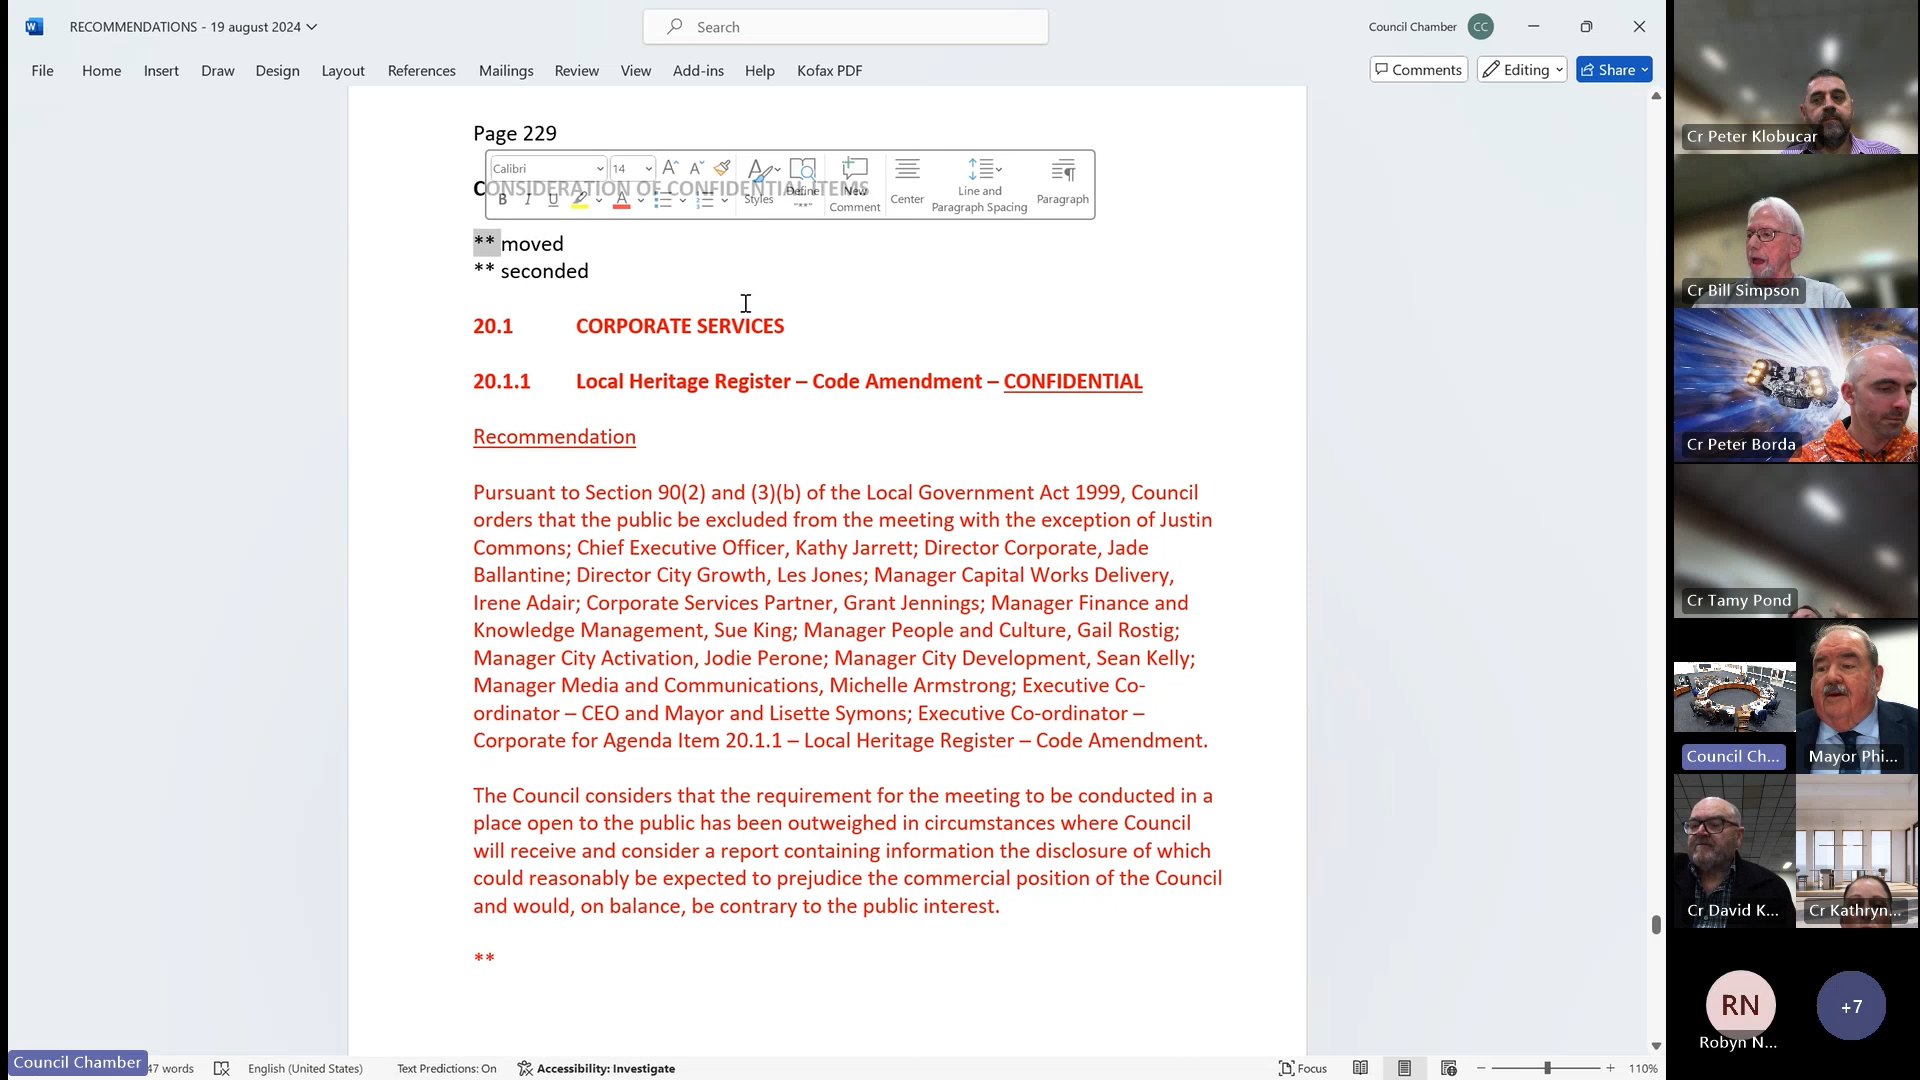 RECOMMENDATIONS - 19 august 2024
Search
Council Chamber
CC
File
Home
Insert
Draw
Design
Layout
References
Mailings
Review
View
Add-ins
Help
Kofax PDF
Comments
Editing
Share
Page 229
Calibri
14
Styles
Define
"**"
New
Comment
Center
Line and
Paragraph Spacing
Paragraph
CONSIDERATION OF CONFIDENTIAL ITEMS
** moved
** seconded
20.1 CORPORATE SERVICES
20.1.1 Local Heritage Register – Code Amendment – CONFIDENTIAL
Recommendation
Pursuant to Section 90(2) and (3)(b) of the Local Government Act 1999, Council
orders that the public be excluded from the meeting with the exception of Justin
Commons; Chief Executive Officer, Kathy Jarrett; Director Corporate, Jade
Ballantine; Director City Growth, Les Jones; Manager Capital Works Delivery,
Irene Adair; Corporate Services Partner, Grant Jennings; Manager Finance and
Knowledge Management, Sue King; Manager People and Culture, Gail Rostig;
Manager City Activation, Jodie Perone; Manager City Development, Sean Kelly;
Manager Media and Communications, Michelle Armstrong; Executive Co-
ordinator – CEO and Mayor and Lisette Symons; Executive Co-ordinator –
Corporate for Agenda Item 20.1.1 – Local Heritage Register – Code Amendment.
The Council considers that the requirement for the meeting to be conducted in a
place open to the public has been outweighed in circumstances where Council
will receive and consider a report containing information the disclosure of which
could reasonably be expected to prejudice the commercial position of the Council
and would, on balance, be contrary to the public interest.
**
Council Chamber
47 words
English (United States)
Text Predictions: On
Accessibility: Investigate
Focus
110%
Cr Peter Klobucar
Cr Bill Simpson
Cr Peter Borda
Cr Tamy Pond
Council Ch...
Mayor Phi...
Cr David K...
Cr Kathryn...
RN
Robyn N...
+7